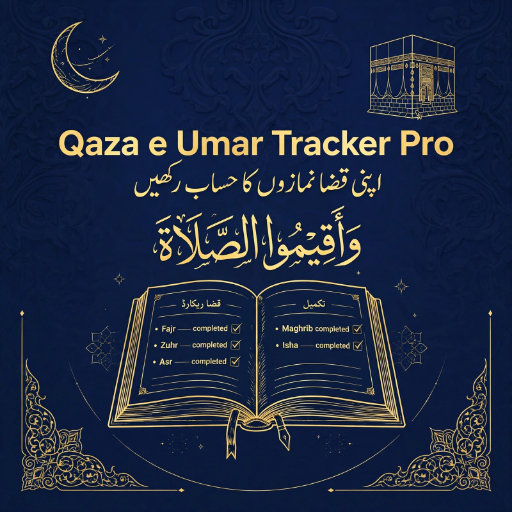 Qaza e Umar Tracker Pro
اپنی قضا نمازوں کا حساب رکھیں
وَأَقِيمُوا الصَّلَاةَ
قضا ریکارڈ
• Fajr — completed ☑
• Zuhr — completed ☑
• Asr — completed ☑
تکمیل
• Maghrib completed ☑
• Isha — completed ☑